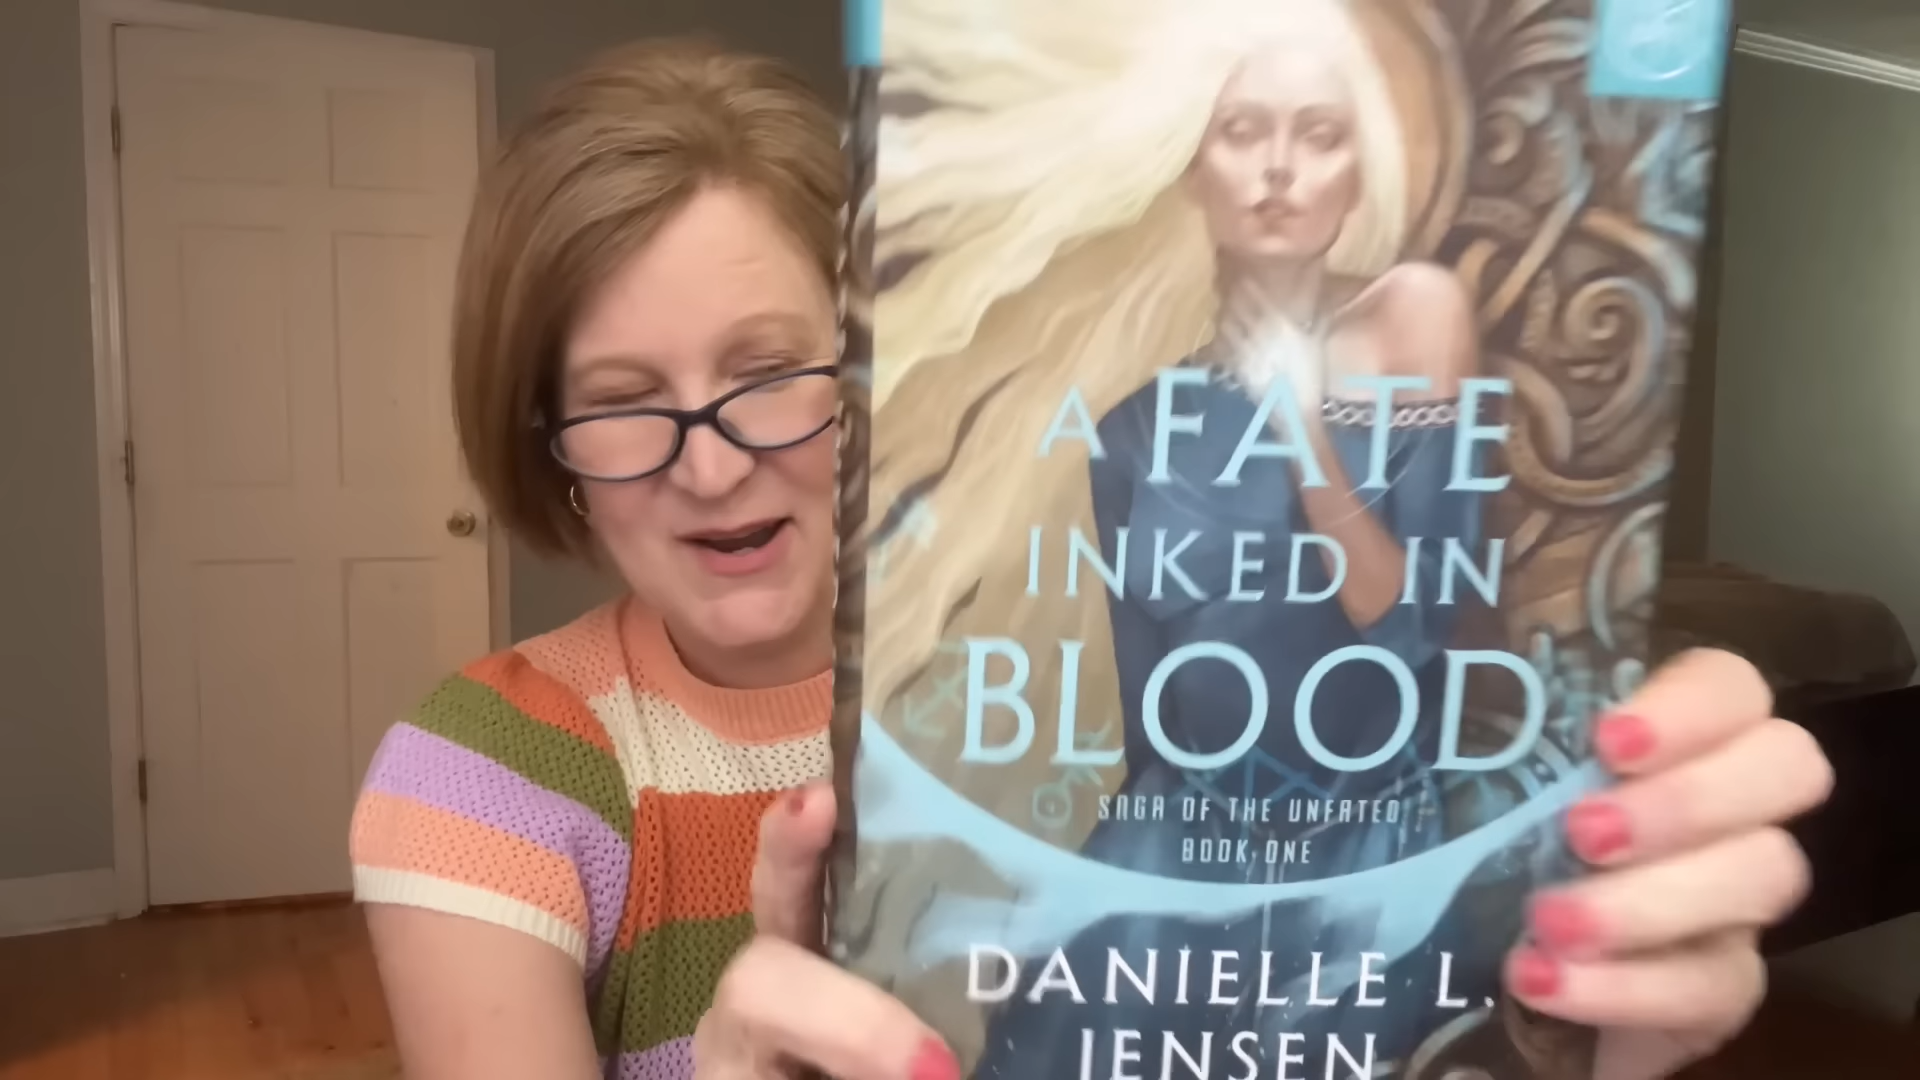 A FATE
INKED IN
BLOOD
SAGA OF THE UNFATED
BOOK ONE
DANIELLE L.
JENSEN